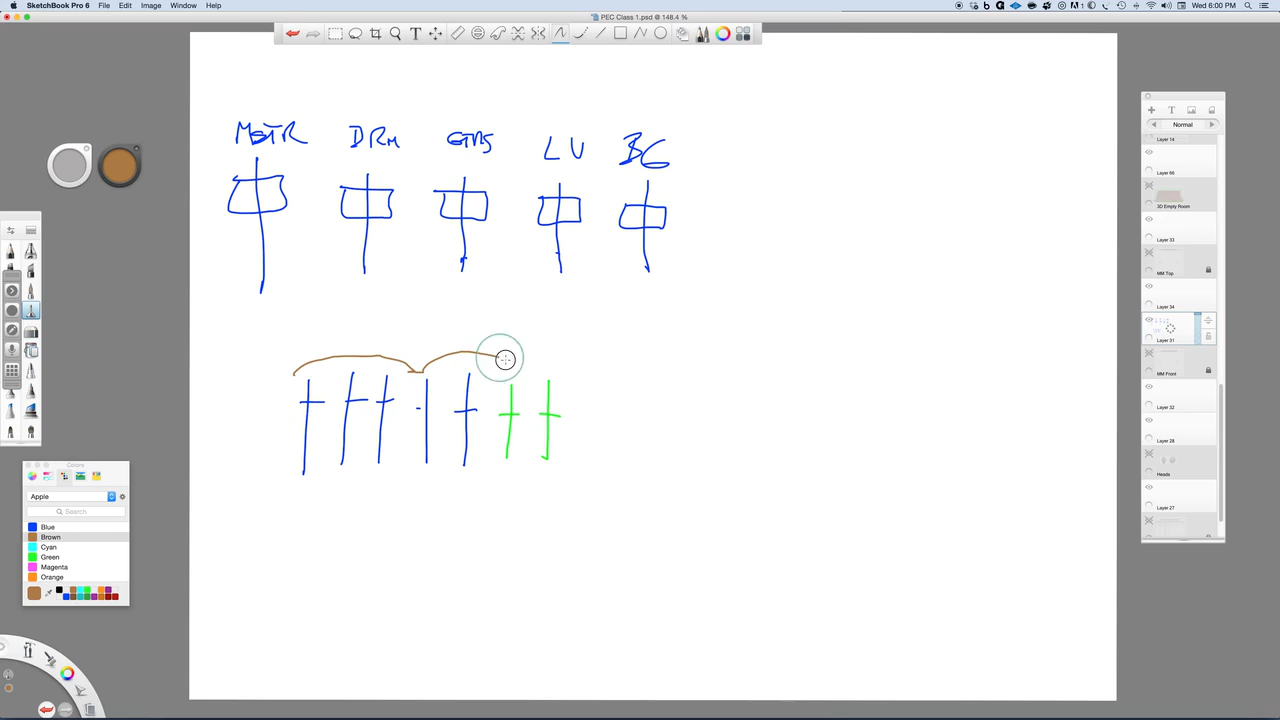 SketchBook Pro 6 File Edit Image Window Help
1 Wed 6:00 PM
PEC Class 1.psd @ 148.4 %
MSTR DRM GTRS LV BG
Normal
Layer 14
Layer 66
3D Empty Room
Layer 33
MM Top
Layer 34
Layer 31
MM Front
Layer 32
Layer 28
Heads
Layer 27
Colors
Apple
Search
Blue
Brown
Cyan
Green
Magenta
Orange